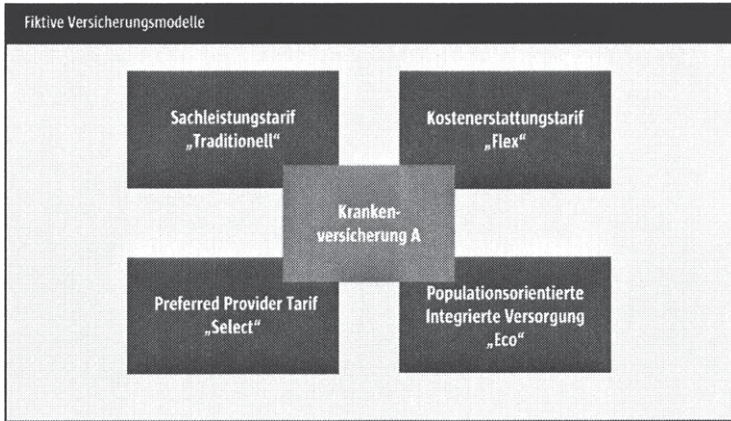 Fiktive Versicherungsmodelle
Sachleistungstarif
„Traditionell“
Kostenerstattungstarif
„Flex“
Kranken-
versicherung A
Preferred Provider Tarif
„Select“
Populationsorientierte
Integrierte Versorgung
„Eco“